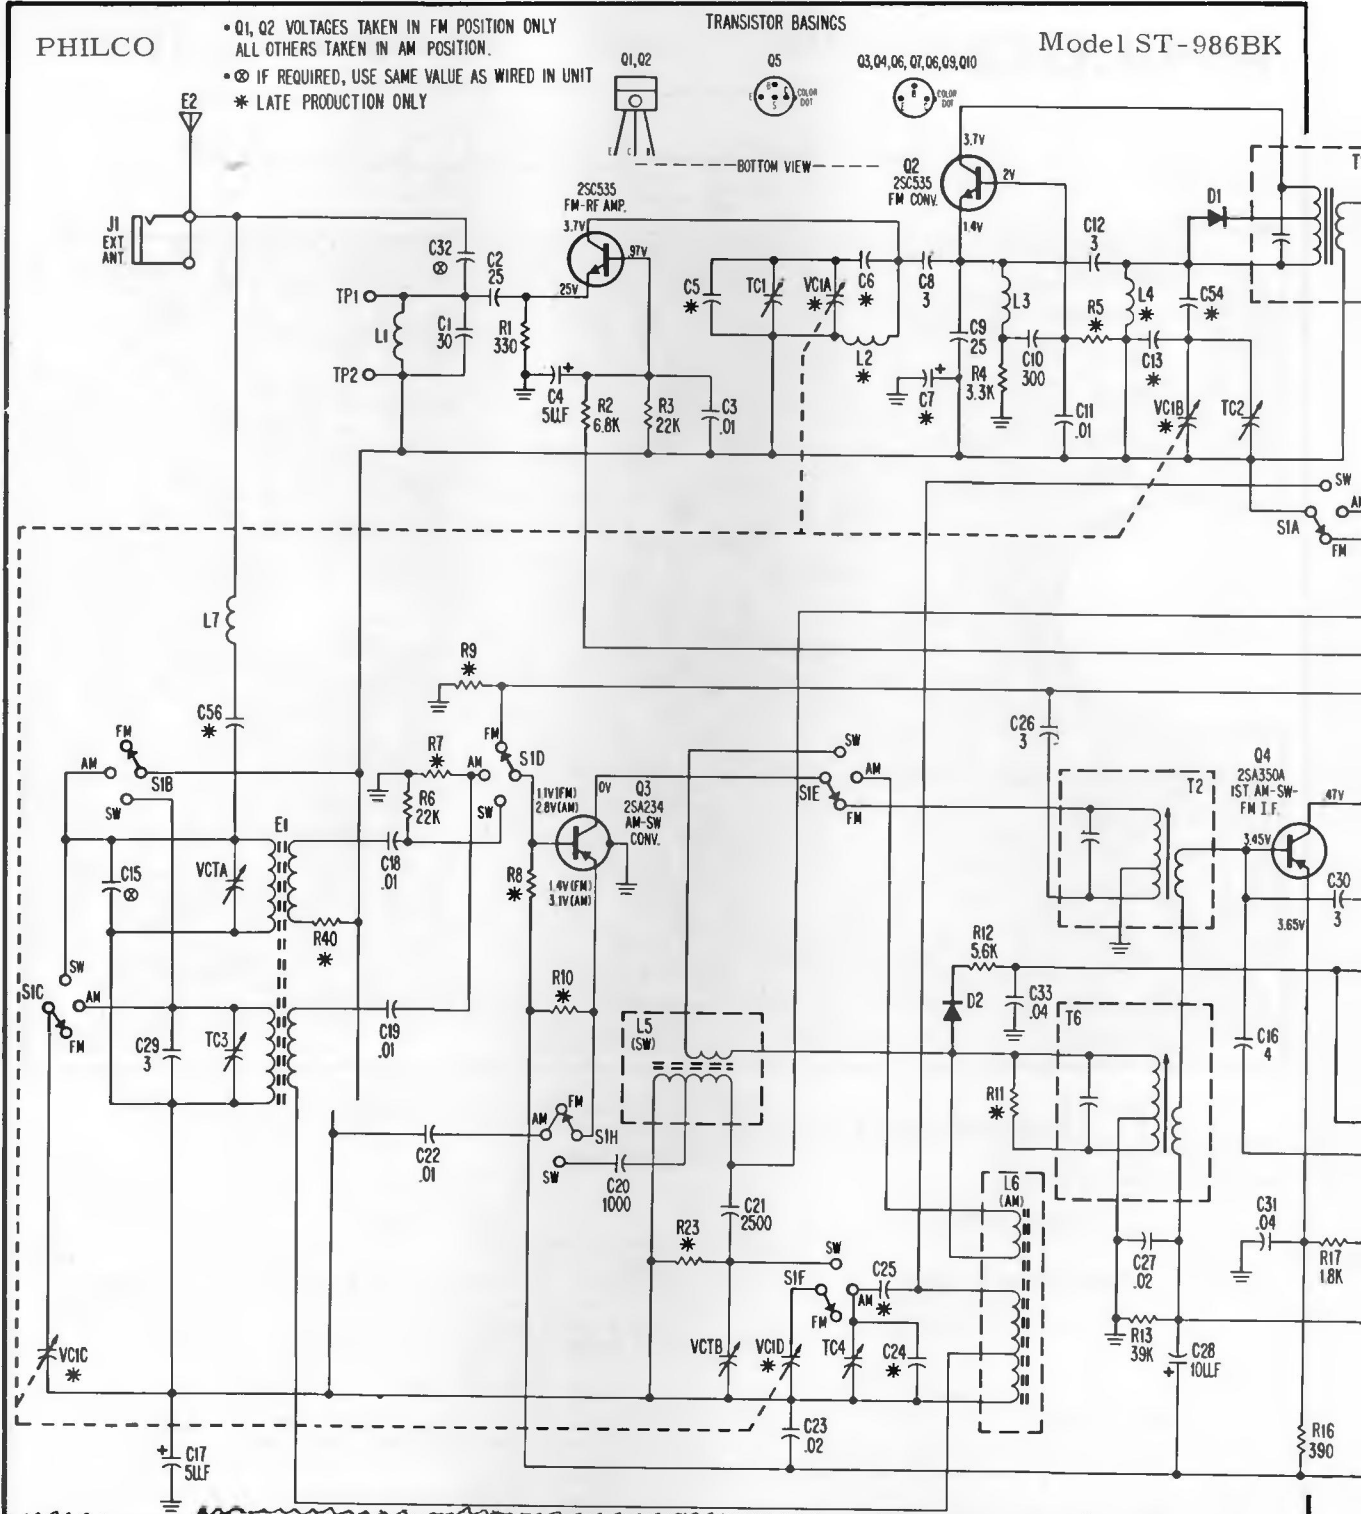 PHILCO
• Q1, Q2 VOLTAGES TAKEN IN FM POSITION ONLY
ALL OTHERS TAKEN IN AM POSITION.
• ⊗ IF REQUIRED, USE SAME VALUE AS WIRED IN UNIT
✱ LATE PRODUCTION ONLY
TRANSISTOR BASINGS
Model ST-986BK
Q1,Q2
E C B
Q5
E B C S
COLOR DOT
Q3,Q4,Q6,Q7,Q8,Q9,Q10
B E C
COLOR DOT
BOTTOM VIEW
E2
J1
EXT
ANT.
C32
⊗
C2
25
TP1
L1
C1
30
TP2
R1
330
2SC535
FM-RF AMP.
3.7V
.97V
.25V
C4
5UF
+
R2
6.8K
R3
22K
C3
.01
C5
✱
TC1
VC1A
✱
C6
✱
L2
✱
C8
3
Q2
2SC535
FM CONV.
3.7V
2V
1.4V
C9
25
C7
✱
+
L3
R4
3.3K
C10
300
C11
.01
C12
3
R5
✱
L4
✱
C13
✱
C54
✱
D1
VC1B
✱
TC2
T
SW
S1A
FM
L7
C56
✱
FM
AM
S1B
SW
C15
⊗
VCTA
E1
R40
✱
S1C
SW
AM
FM
C29
3
TC3
C18
.01
C19
.01
R9
✱
R7
✱
R6
22K
FM
AM
S1D
SW
1.1V(FM)
2.8V(AM)
0V
Q3
2SA234
AM-SW
CONV.
1.4V(FM)
3.1V(AM)
R8
✱
R10
✱
L5
(SW)
C22
.01
AM
FM
S1H
SW
C20
1000
C21
2500
R23
✱
SW
S1E
AM
FM
C26
3
T2
Q4
2SA350A
1ST AM-SW-
FM I.F.
.47V
3.45V
3.65V
C30
3
R12
5.6K
D2
C33
.04
T6
C16
4
R11
✱
L6
(AM)
C27
.02
C31
.04
R17
1.8K
R13
39K
C28
10UF
+
R16
390
SW
S1F
AM
FM
C25
✱
VCTB
VC1D
✱
TC4
C24
✱
C23
.02
VC1C
✱
C17
5UF
+